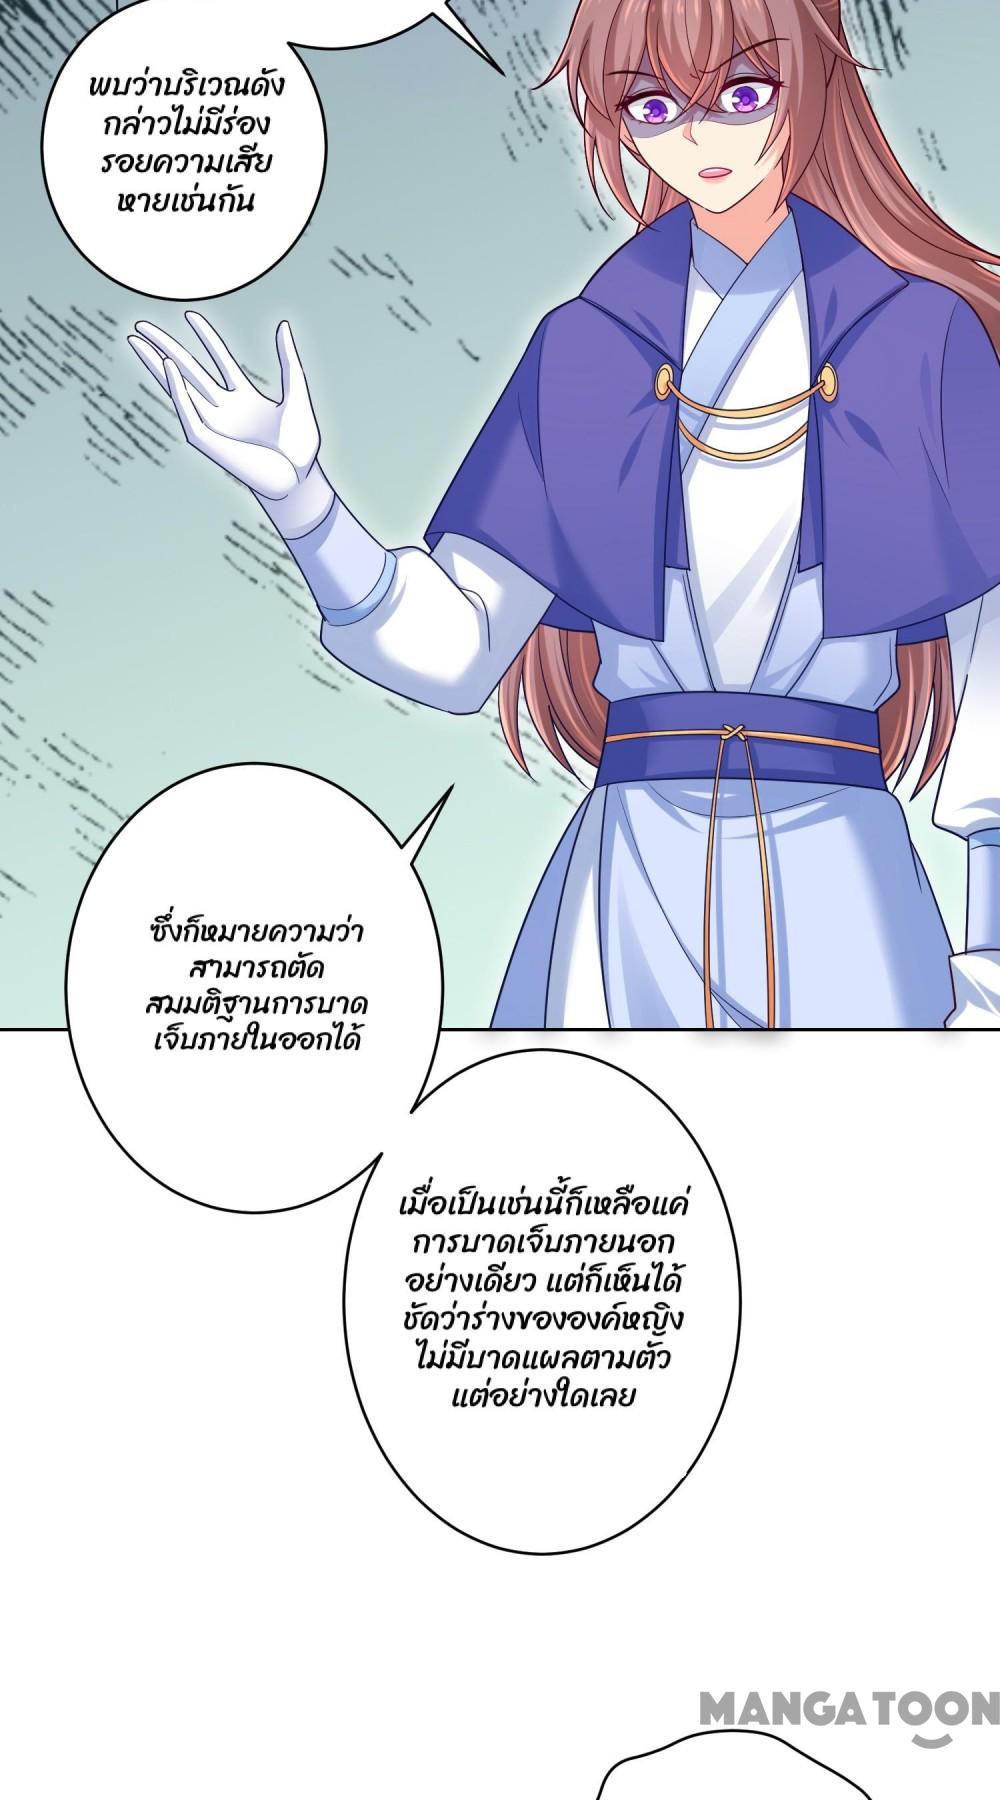 พบว่าบริเวณดัง
กล่าวไม่มีร่อง
รอยความเสีย
หายเช่นกัน
ซึ่งก็หมายความว่า
สามารถตัด
สมมติฐานการบาด
เจ็บภายในออกได้
เมื่อเป็นเช่นนี้ก็เหลือแค่
การบาดเจ็บภายนอก
อย่างเดียว แต่ก็เห็นได้
ชัดว่าร่างขององค์หญิง
ไม่มีบาดแผลตามตัว
แต่อย่างใดเลย
MANGATOON